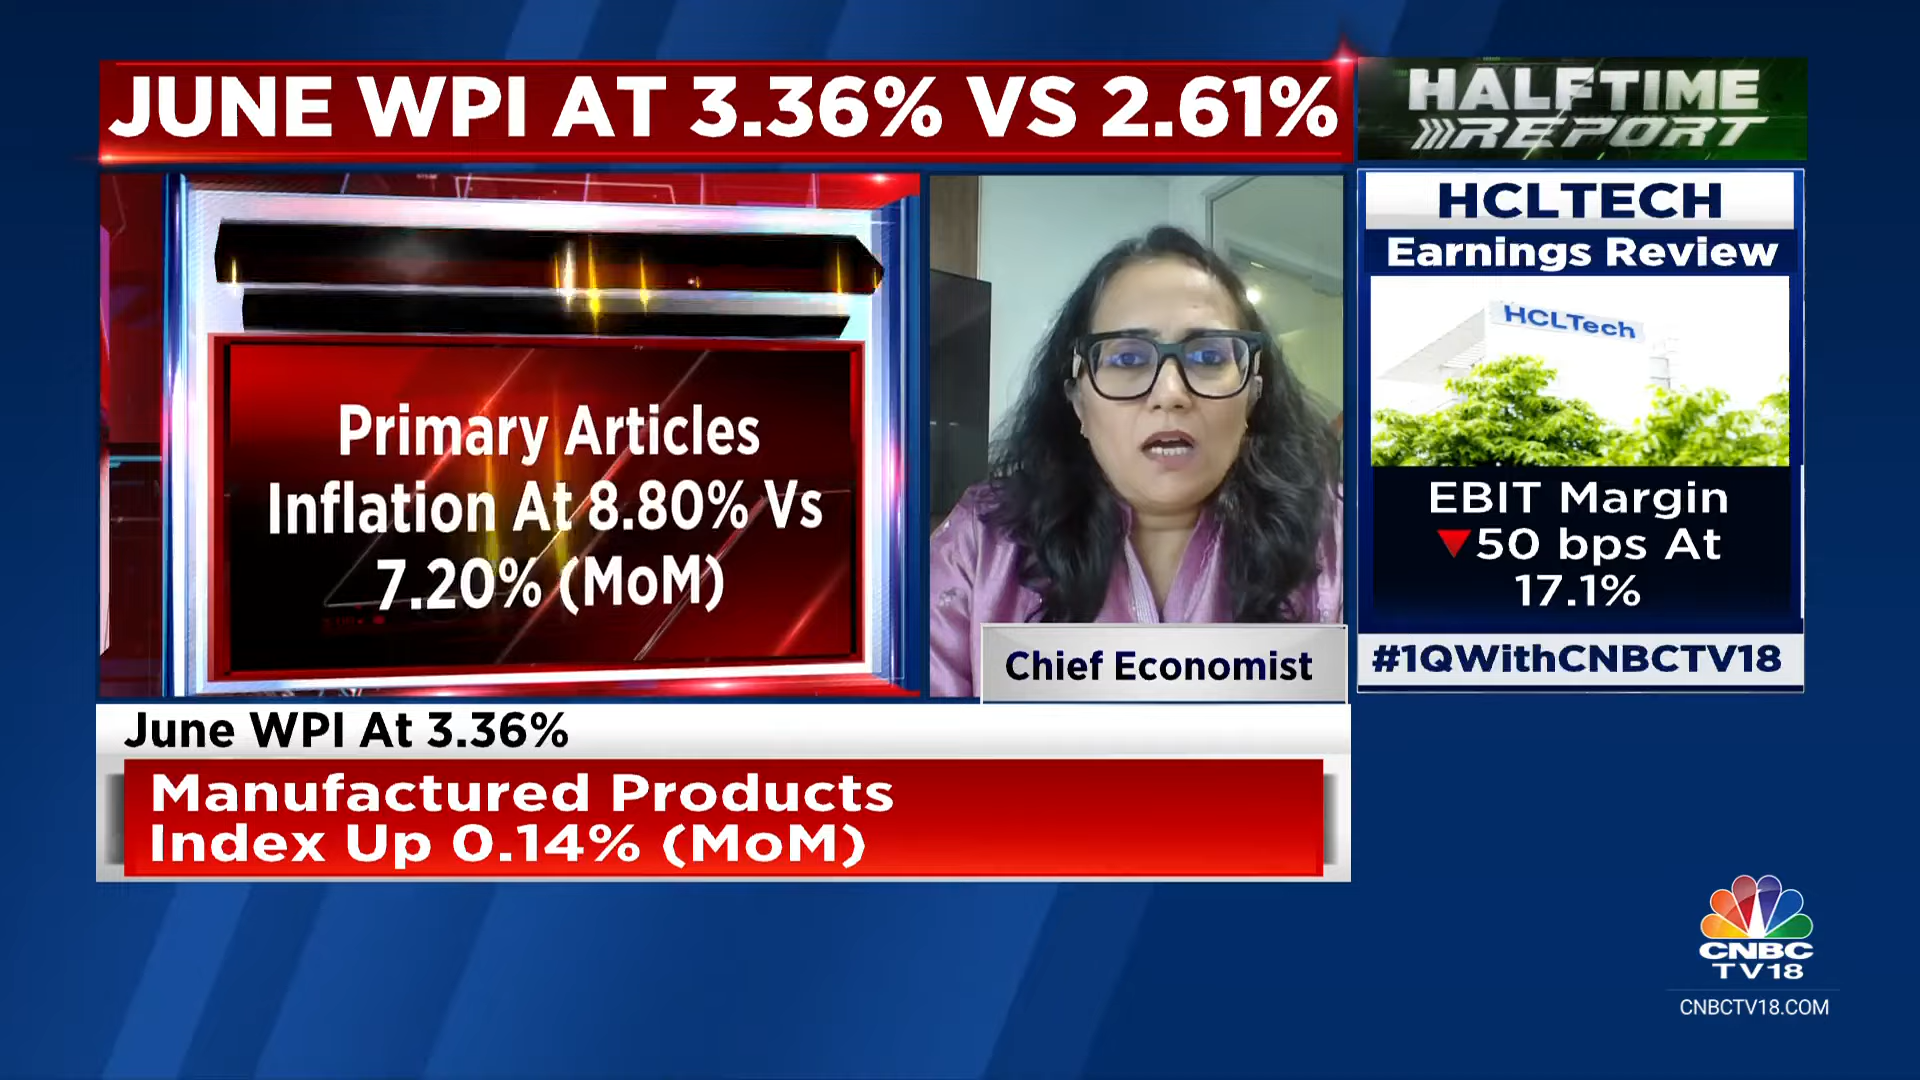 JUNE WPI AT 3.36% VS 2.61%
HALFTIME
REPORT
Primary Articles
Inflation At 8.80% Vs
7.20% (MoM)
Chief Economist
HCLTECH
Earnings Review
HCLTech
EBIT Margin
▼50 bps At
17.1%
#1QWithCNBCTV18
June WPI At 3.36%
Manufactured Products
Index Up 0.14% (MoM)
CNBC
TV18
CNBCTV18.COM